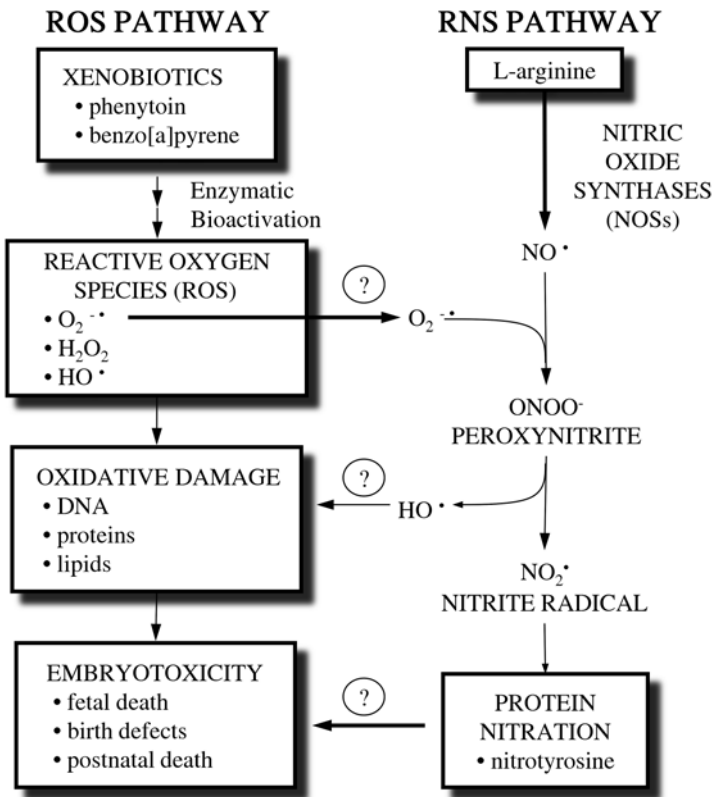 ROS PATHWAY
XENOBIOTICS
• phenytoin
• benzo[a]pyrene
Enzymatic
Bioactivation
REACTIVE OXYGEN
SPECIES (ROS)
• O₂⁻•
• H₂O₂
• HO•
OXIDATIVE DAMAGE
• DNA
• proteins
• lipids
EMBRYOTOXICITY
• fetal death
• birth defects
• postnatal death
?
?
?
RNS PATHWAY
L-arginine
NITRIC
OXIDE
SYNTHASES
(NOSs)
NO•
O₂⁻•
ONOO⁻
PEROXYNITRITE
HO•
NO₂•
NITRITE RADICAL
PROTEIN
NITRATION
• nitrotyrosine